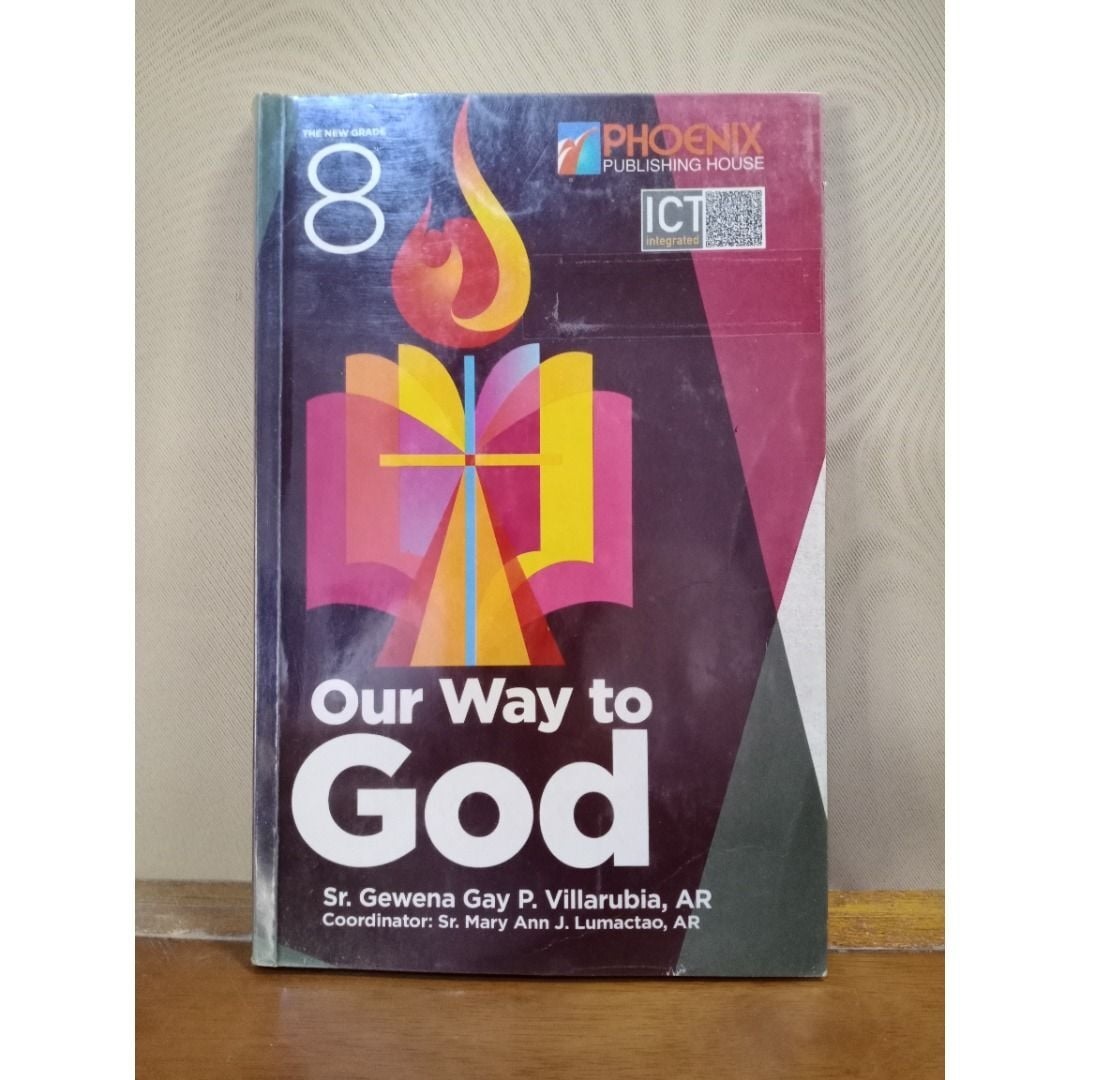 THE NEW GRADE
8
PHOENIX
PUBLISHING HOUSE
ICT
integrated
Our Way to
God
Sr. Gewena Gay P. Villarubia, AR
Coordinator: Sr. Mary Ann J. Lumactao, AR